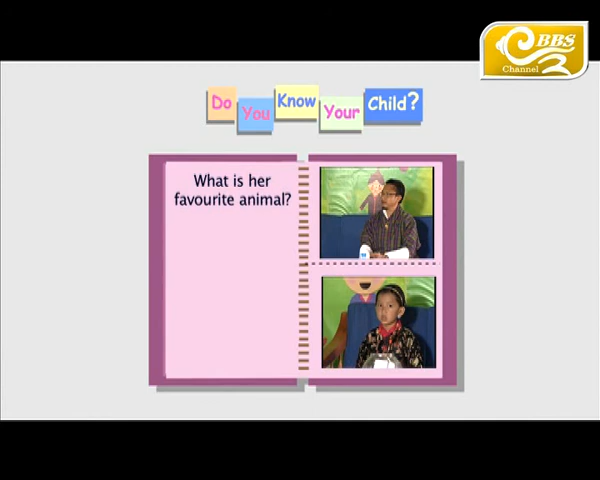 BBS
Channel 2
Do You Know Your Child?
What is her
favourite animal?